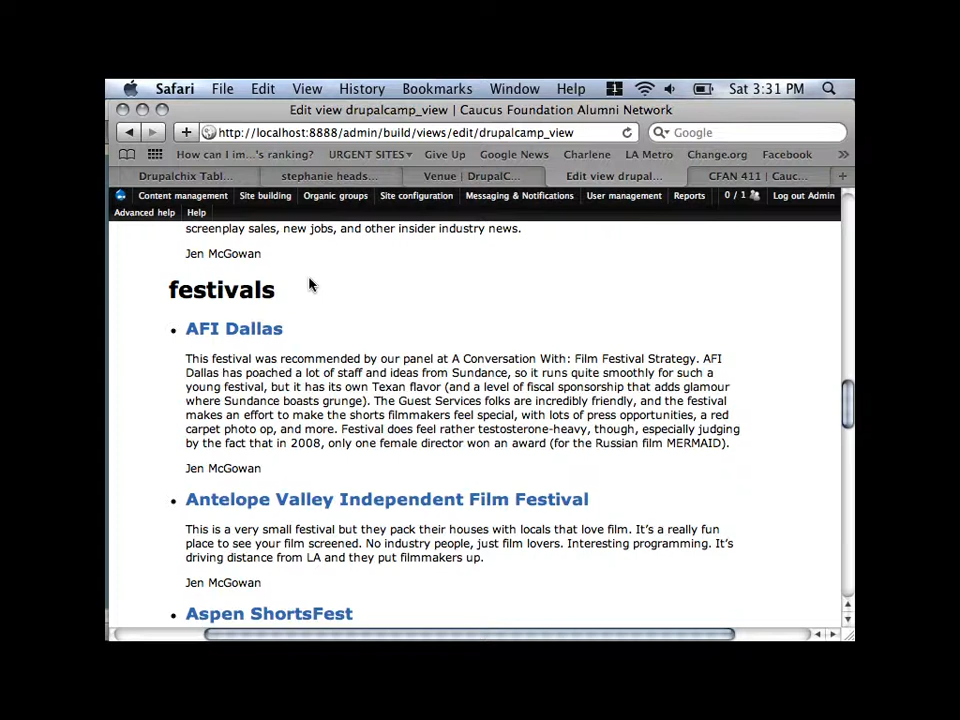 Safari File Edit View History Bookmarks Window Help 1 Sat 3:31 PM
Edit view drupalcamp_view | Caucus Foundation Alumni Network
http://localhost:8888/admin/build/views/edit/drupalcamp_view Google
How can I im...'s ranking? URGENT SITES▾ Give Up Google News Charlene LA Metro Change.org Facebook »
Drupalchix Tabl... stephanie heads... Venue | DrupalC... Edit view drupal... CFAN 411 | Cauc... +
Content management Site building Organic groups Site configuration Messaging & Notifications User management Reports 0 / 1 Log out Admin
Advanced help Help
screenplay sales, new jobs, and other insider industry news.
Jen McGowan
festivals
• AFI Dallas
This festival was recommended by our panel at A Conversation With: Film Festival Strategy. AFI
Dallas has poached a lot of staff and ideas from Sundance, so it runs quite smoothly for such a
young festival, but it has its own Texan flavor (and a level of fiscal sponsorship that adds glamour
where Sundance boasts grunge). The Guest Services folks are incredibly friendly, and the festival
makes an effort to make the shorts filmmakers feel special, with lots of press opportunities, a red
carpet photo op, and more. Festival does feel rather testosterone-heavy, though, especially judging
by the fact that in 2008, only one female director won an award (for the Russian film MERMAID).
Jen McGowan
• Antelope Valley Independent Film Festival
This is a very small festival but they pack their houses with locals that love film. It's a really fun
place to see your film screened. No industry people, just film lovers. Interesting programming. It's
driving distance from LA and they put filmmakers up.
Jen McGowan
• Aspen ShortsFest